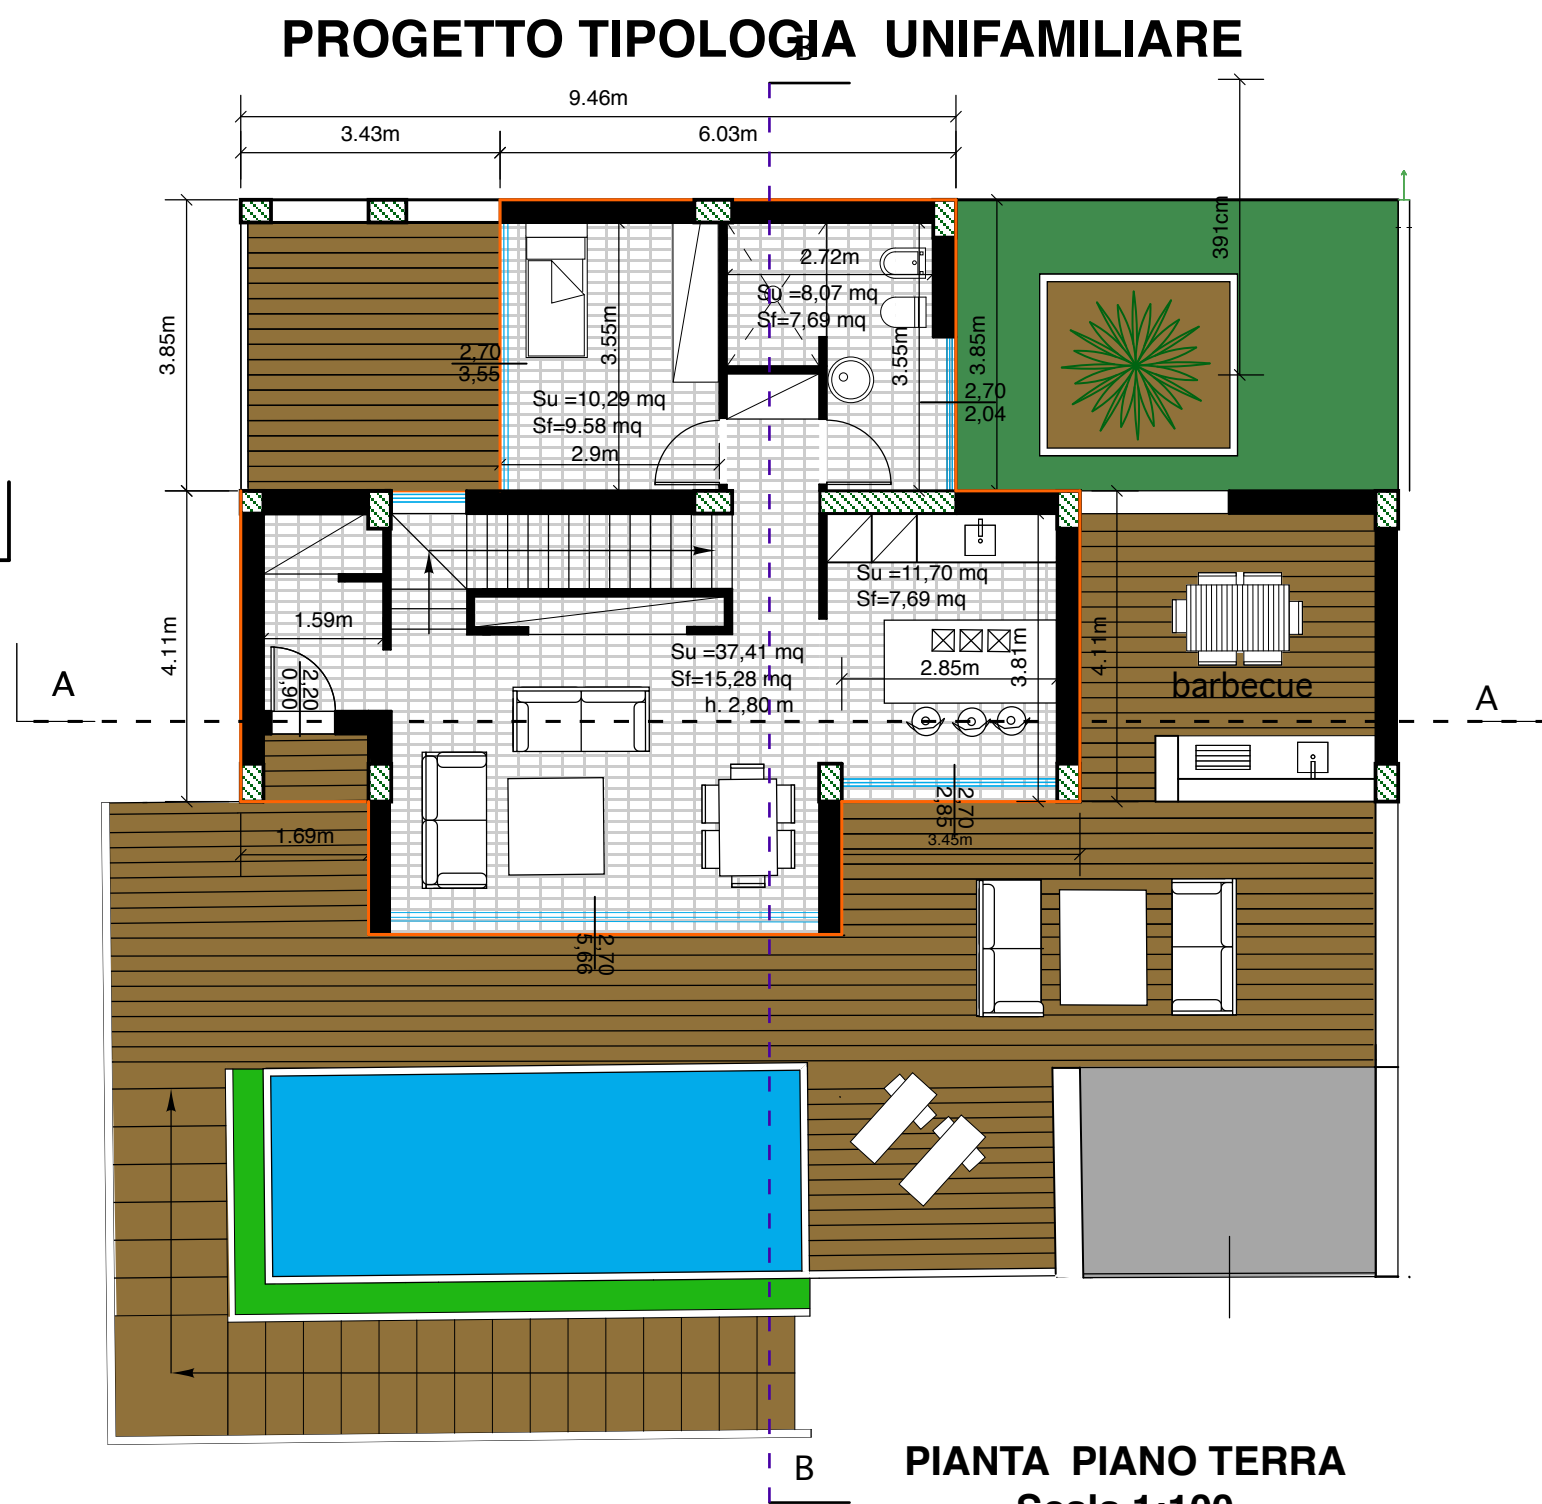 PROGETTO TIPOLOGIA UNIFAMILIARE
B
9.46m
3.43m
6.03m
391cm
2.72m
Su =8,07 mq
Sf=7,69 mq
3.85m
3.55m
3.55m
3.85m
2,70
3,55
2,70
2,04
Su =10,29 mq
Sf=9.58 mq
2.9m
Su =11,70 mq
Sf=7,69 mq
1.59m
4.11m
Su =37,41 mq
Sf=15,28 mq
h. 2,80 m
2.85m
3.81m
4.11m
barbecue
2,20
0,90
A
A
2,70
2,85
3.45m
1.69m
2,70
5,66
B
PIANTA PIANO TERRA
Scala 1:100